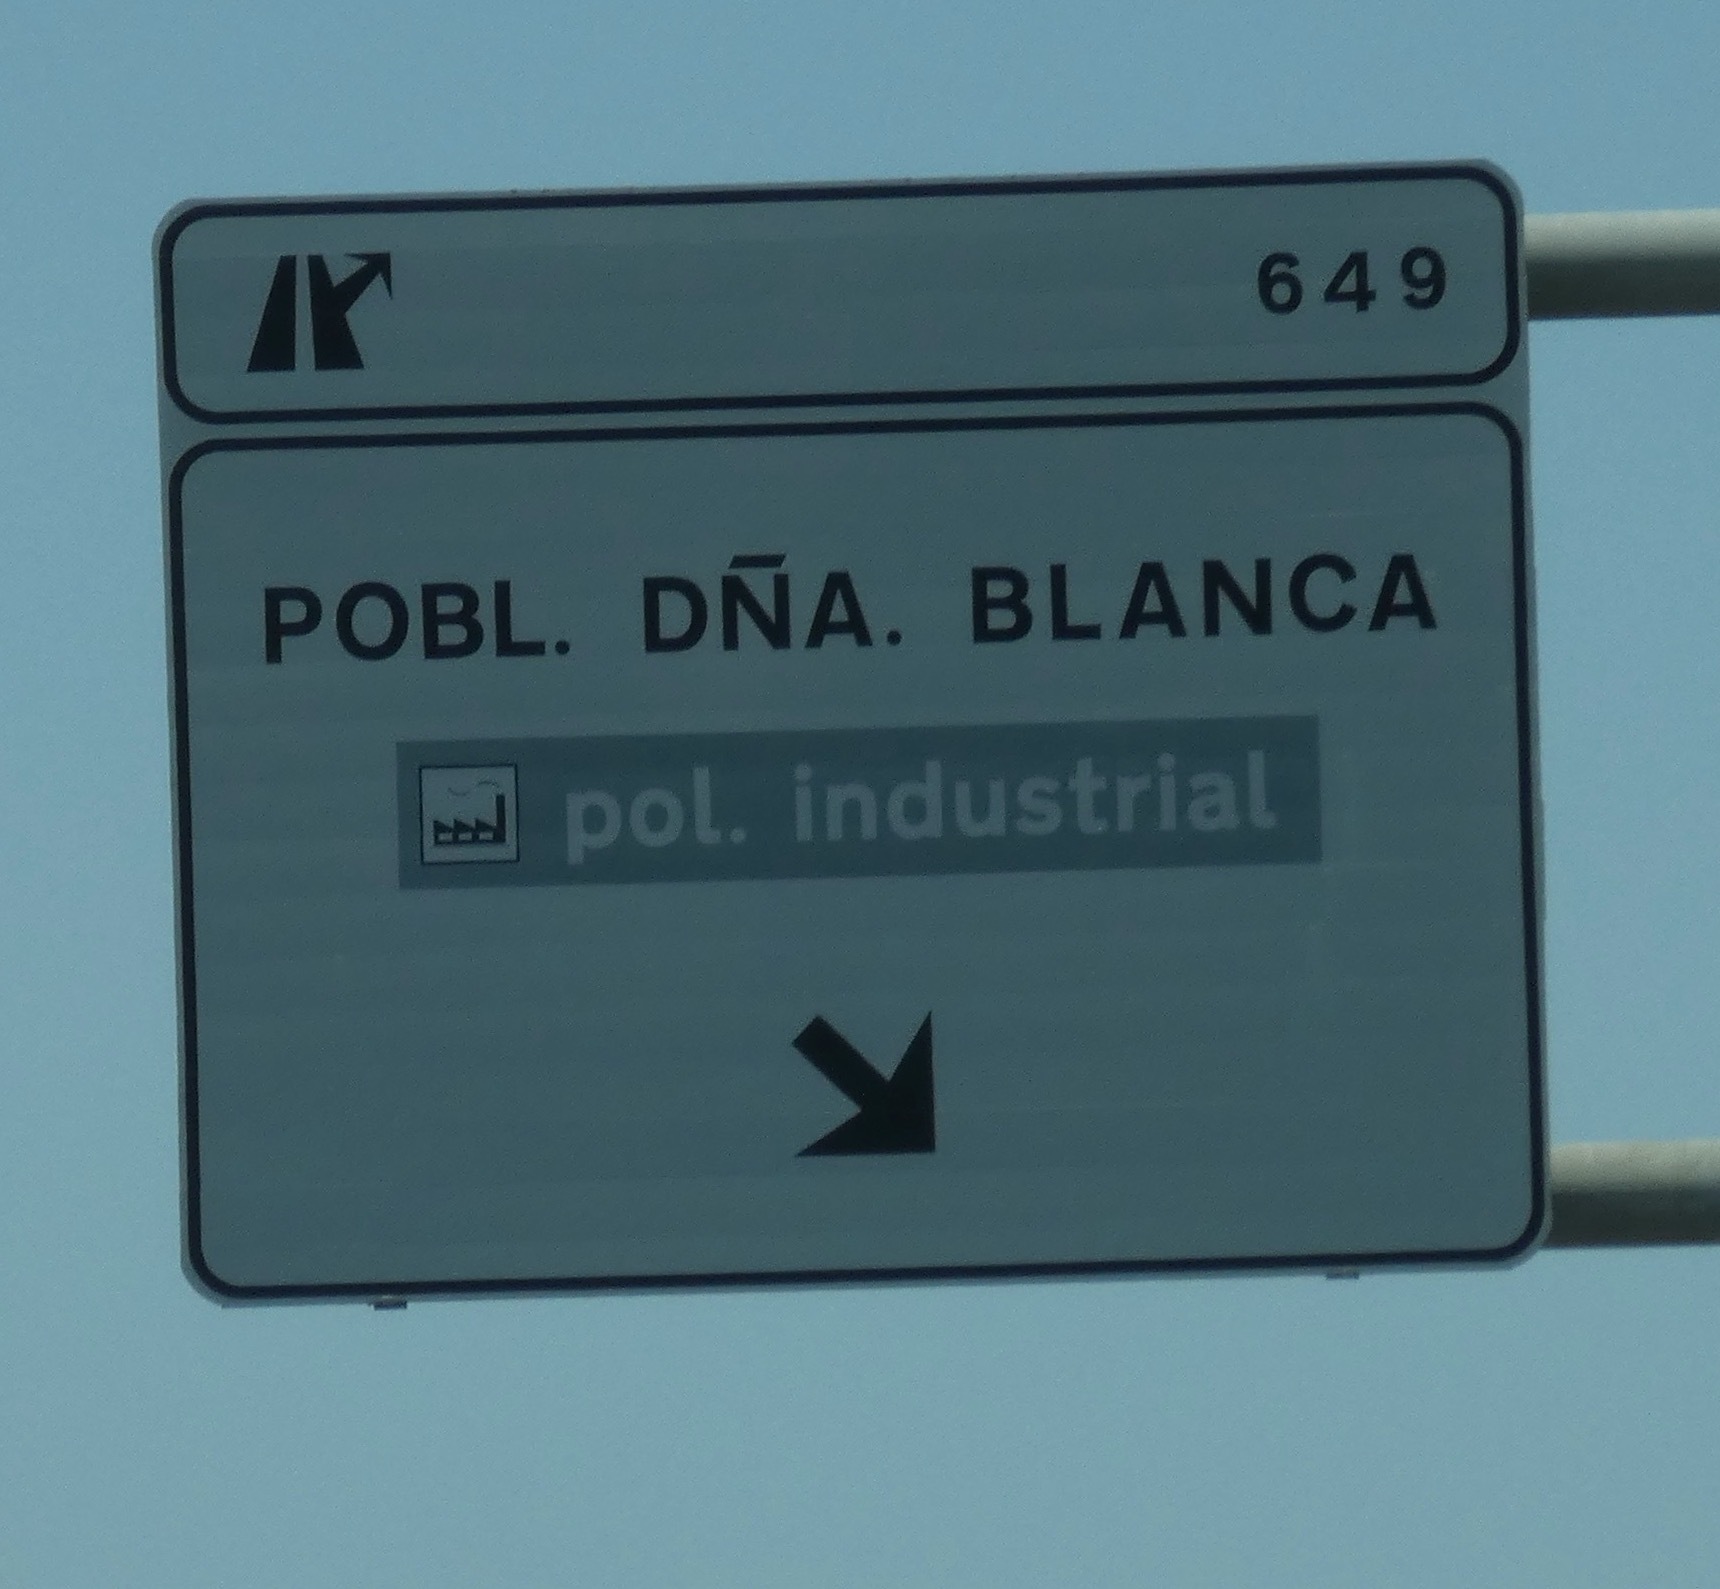 649
POBL. DÑA. BLANCA
pol. industrial